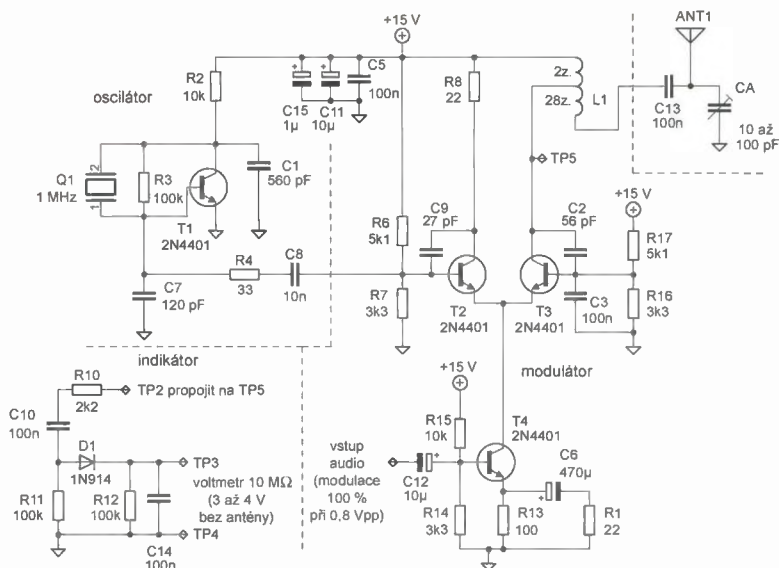 ANT1
+15 V
C5
100n
R2
10k
oscilátor
C15
1µ
C11
10µ
R8
22
2z.
28z.
L1
C13
100n
CA
10 až
100 pF
TP5
2
Q1
1 MHz
1
R3
100k
C1
560 pF
T1
2N4401
R6
5k1
C9
27 pF
C2
56 pF
+15 V
R17
5k1
R4
33
C8
10n
C7
120 pF
R7
3k3
T2
2N4401
T3
2N4401
C3
100n
R16
3k3
indikátor
modulátor
R10
2k2
TP2 propojit na TP5
C10
100n
D1
1N914
TP3
voltmetr 10 MΩ
(3 až 4 V
bez antény)
R11
100k
R12
100k
C14
100n
TP4
+15 V
R15
10k
T4
2N4401
vstup
audio
(modulace
100 %
při 0,8 Vpp)
C12
10µ
C6
470µ
R14
3k3
R13
100
R1
22